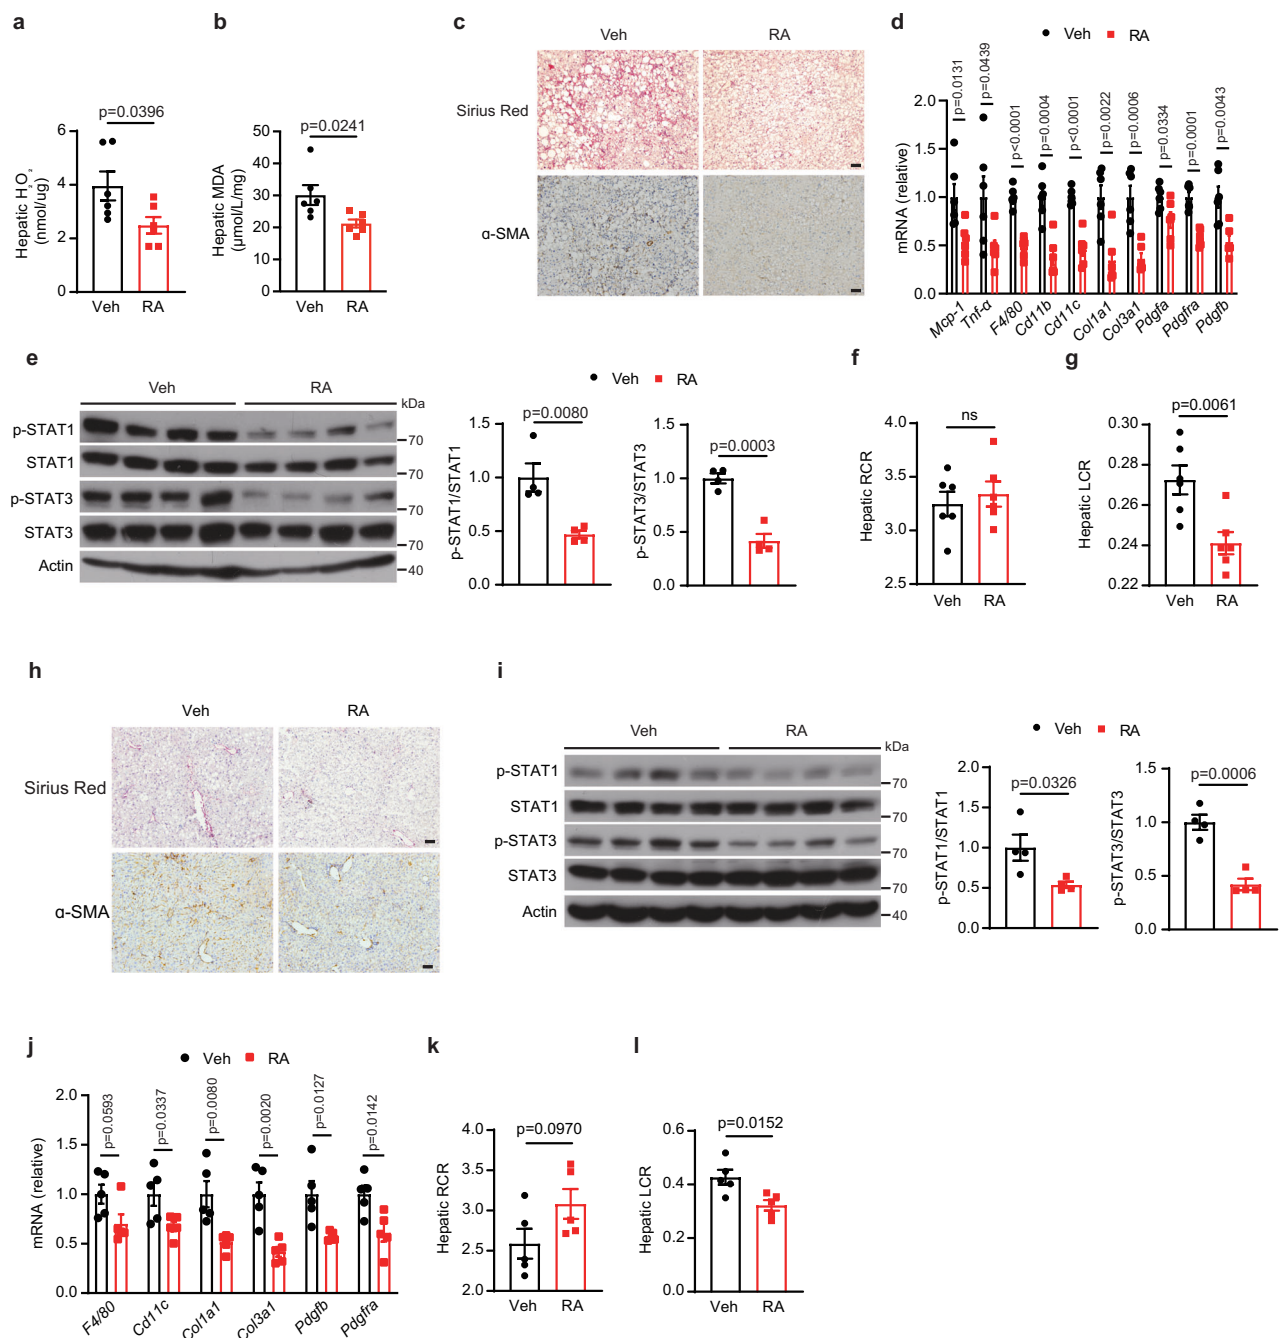 a
p=0.0396
Hepatic H₂O₂
(nmol/ug)
6
4
2
0
Veh RA
b
p=0.0241
Hepatic MDA
(μmol/L/mg)
50
40
30
20
10
0
Veh RA
c
Veh RA
Sirius Red
α-SMA
d
Veh RA
p=0.0131
p=0.0439
p<0.0001
p=0.0004
p<0.0001
p=0.0022
p=0.0006
p=0.0334
p=0.0001
p=0.0043
mRNA (relative)
2.0
1.5
1.0
0.5
0.0
Mcp-1 Tnf-α F4/80 Cd11b Cd11c Col1a1 Col3a1 Pdgfa Pdgfra Pdgfb
e
Veh RA
kDa
p-STAT1 70
STAT1 70
p-STAT3 70
STAT3 70
Actin 40
Veh RA
p=0.0080
p-STAT1/STAT1
1.5
1.0
0.5
0.0
p=0.0003
p-STAT3/STAT3
1.5
1.0
0.5
0.0
f
ns
Hepatic RCR
4.0
3.5
3.0
2.5
Veh RA
g
p=0.0061
Hepatic LCR
0.30
0.28
0.26
0.24
0.22
Veh RA
h
Veh RA
Sirius Red
α-SMA
i
Veh RA
kDa
p-STAT1 70
STAT1 70
p-STAT3 70
STAT3 70
Actin 40
Veh RA
p=0.0326
p-STAT1/STAT1
2.0
1.5
1.0
0.5
0.0
p=0.0006
p-STAT3/STAT3
1.5
1.0
0.5
0.0
j
Veh RA
p=0.0593
p=0.0337
p=0.0080
p=0.0020
p=0.0127
p=0.0142
mRNA (relative)
2.0
1.5
1.0
0.5
0.0
F4/80 Cd11c Col1a1 Col3a1 Pdgfb Pdgfra
k
p=0.0970
Hepatic RCR
4.0
3.5
3.0
2.5
2.0
Veh RA
l
p=0.0152
Hepatic LCR
0.6
0.4
0.2
0.0
Veh RA